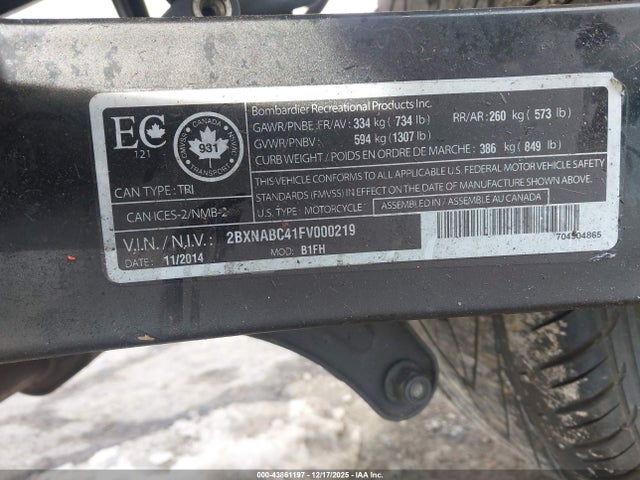 Bombardier Recreational Products Inc.
GAWR/PNBE: FR/AV: 334 kg ( 734 lb) RR/AR: 260 kg ( 573 lb)
GVWR/PNBV : 594 kg ( 1307 lb)
CURB WEIGHT / POIDS EN ORDRE DE MARCHE : 386 kg ( 849 lb)
EC
121
CANADA
931
TRANSPORT
CAN TYPE: TRI
THIS VEHICLE CONFORMS TO ALL APPLICABLE U.S. FEDERAL MOTOR VEHICLE SAFETY
STANDARDS (FMVSS) IN EFFECT ON THE DATE OF MANUFACTURE SHOWN ABOVE.
U.S. TYPE: MOTORCYCLE ASSEMBLED IN / ASSEMBLE AU CANADA
CAN ICES-2/NMB-2
V.I.N. / N.I.V. : 2BXNABC41FV000219
DATE : 11/2014 MOD: B1FH
704904865
000-43861197 - 12/17/2025 - IAA Inc.